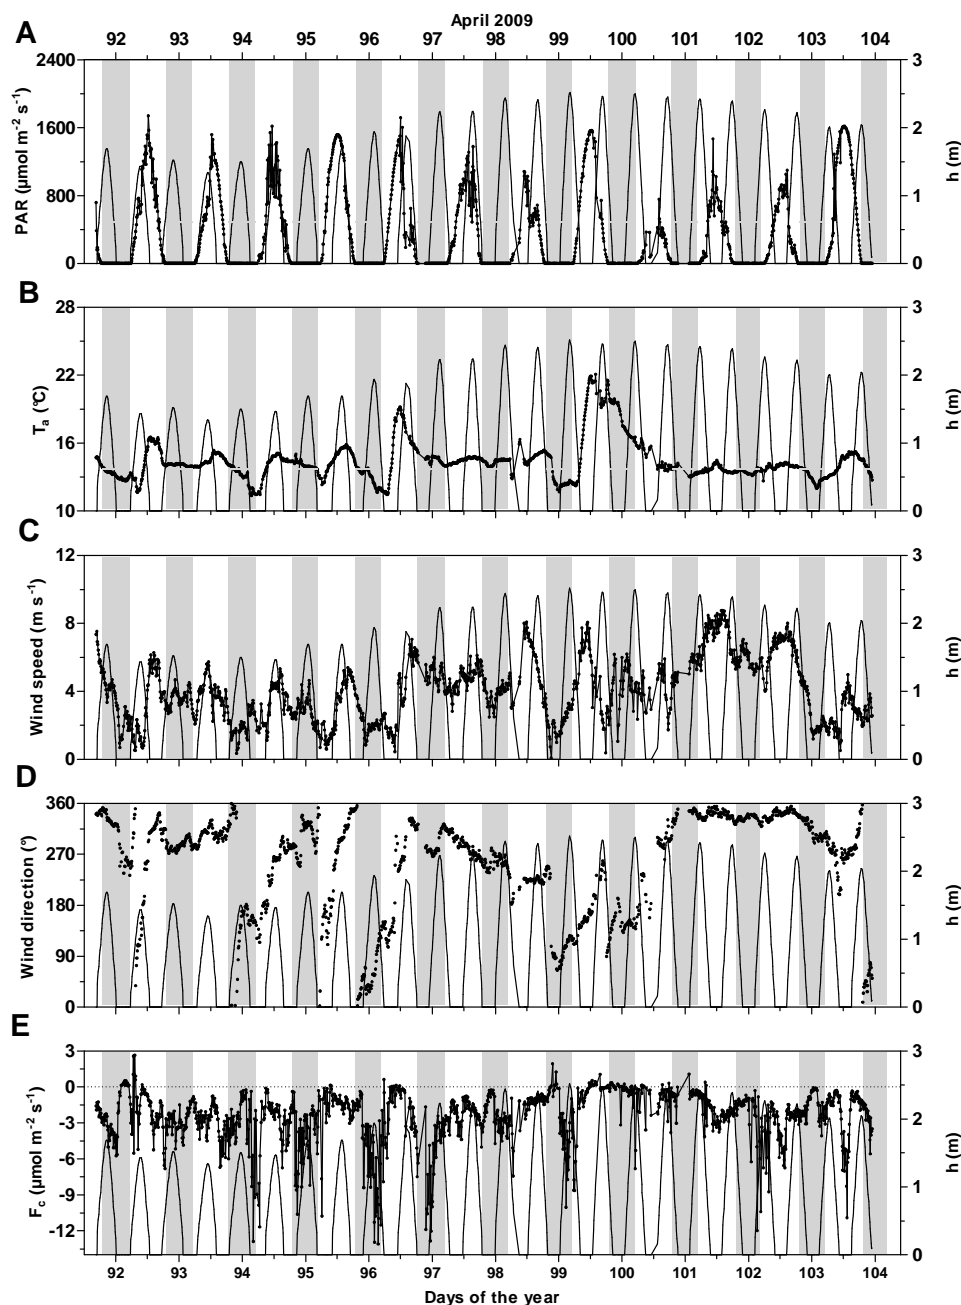 April 2009
A
92 93 94 95 96 97 98 99 100 101 102 103 104
2400 3
1600 2
800 1
0 0
PAR (µmol m⁻² s⁻¹)
h (m)
B
28 3
22 2
16 1
10 0
Tₐ (°C)
h (m)
C
12 3
8 2
4 1
0 0
Wind speed (m s⁻¹)
h (m)
D
360 3
270
2
180
1
90
0 0
Wind direction (°)
h (m)
E
3 3
0
2
-3
-6
1
-9
-12
0
F_c (µmol m⁻² s⁻¹)
h (m)
92 93 94 95 96 97 98 99 100 101 102 103 104
Days of the year